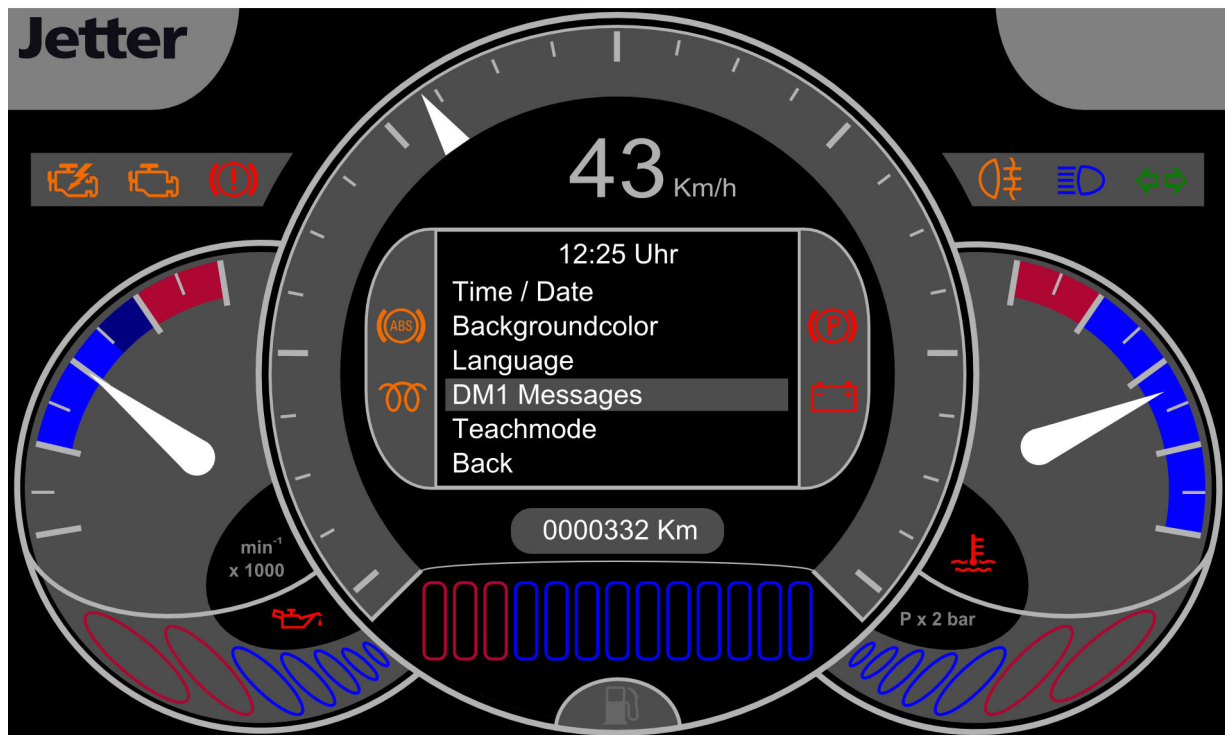 Jetter
43 Km/h
12:25 Uhr
Time / Date
Backgroundcolor
ABS
Language
P
DM1 Messages
Teachmode
Back
0000332 Km
min⁻¹
x 1000
P x 2 bar